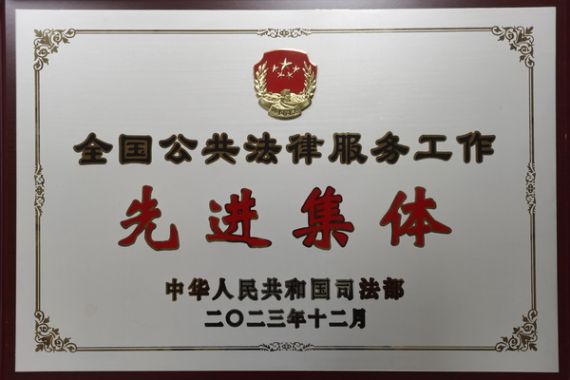 全国公共法律服务工作
先进集体
中华人民共和国司法部
二〇二三年十二月